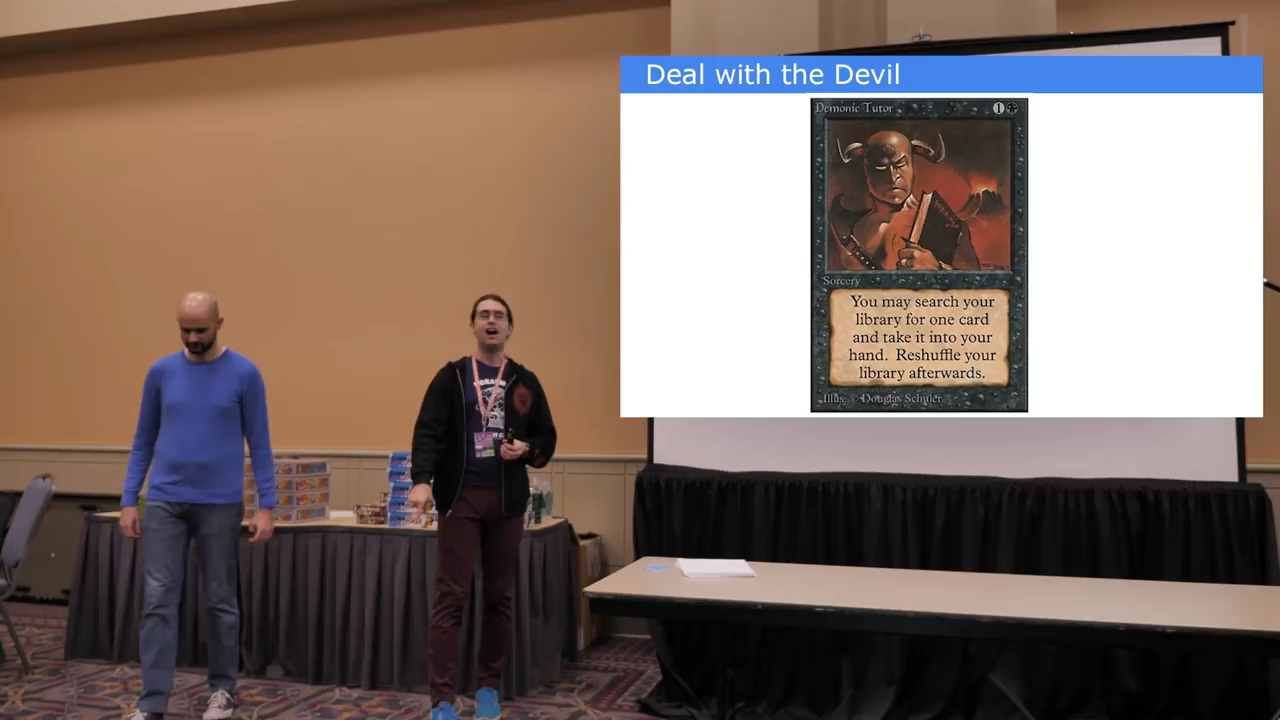 Deal with the Devil
Demonic Tutor
1
Sorcery
You may search your
library for one card
and take it into your
hand. Reshuffle your
library afterwards.
Illus. © Douglas Schuler